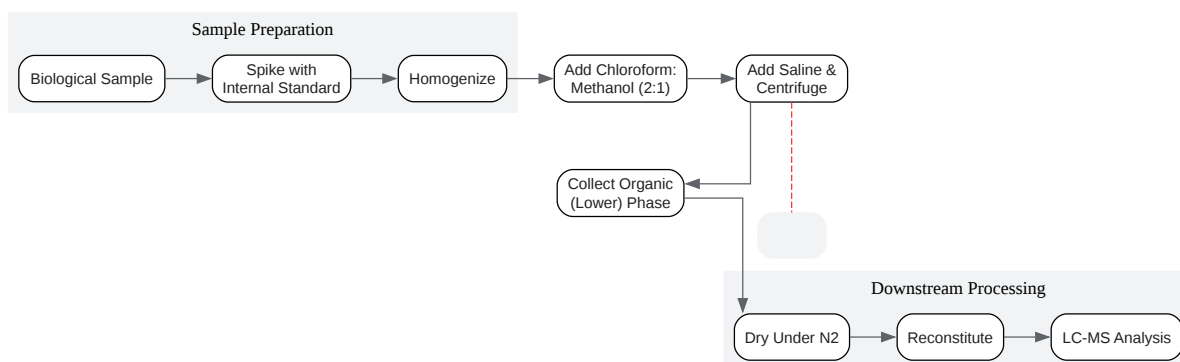 Sample Preparation
Biological Sample
Spike with
Internal Standard
Homogenize
Add Chloroform:
Methanol (2:1)
Add Saline &
Centrifuge
Collect Organic
(Lower) Phase
Downstream Processing
Dry Under N2
Reconstitute
LC-MS Analysis